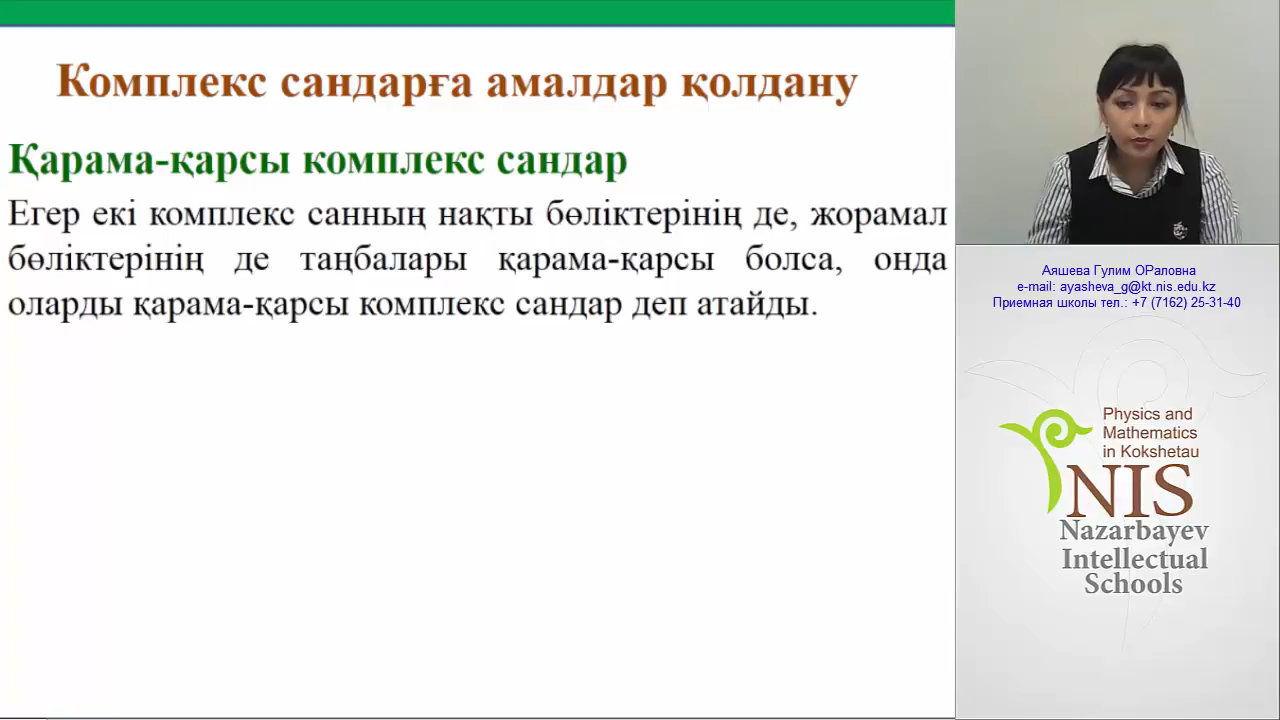 Комплекс сандарға амалдар қолдану
Қарама-қарсы комплекс сандар
Егер екі комплекс санның нақты бөліктерінің де, жорамал
бөліктерінің де таңбалары қарама-қарсы болса, онда
оларды қарама-қарсы комплекс сандар деп атайды.
Аяшева Гулим ОРаловна
e-mail: ayasheva_g@kt.nis.edu.kz
Приемная школы тел.: +7 (7162) 25-31-40
Physics and
Mathematics
in Kokshetau
NIS
Nazarbayev
Intellectual
Schools